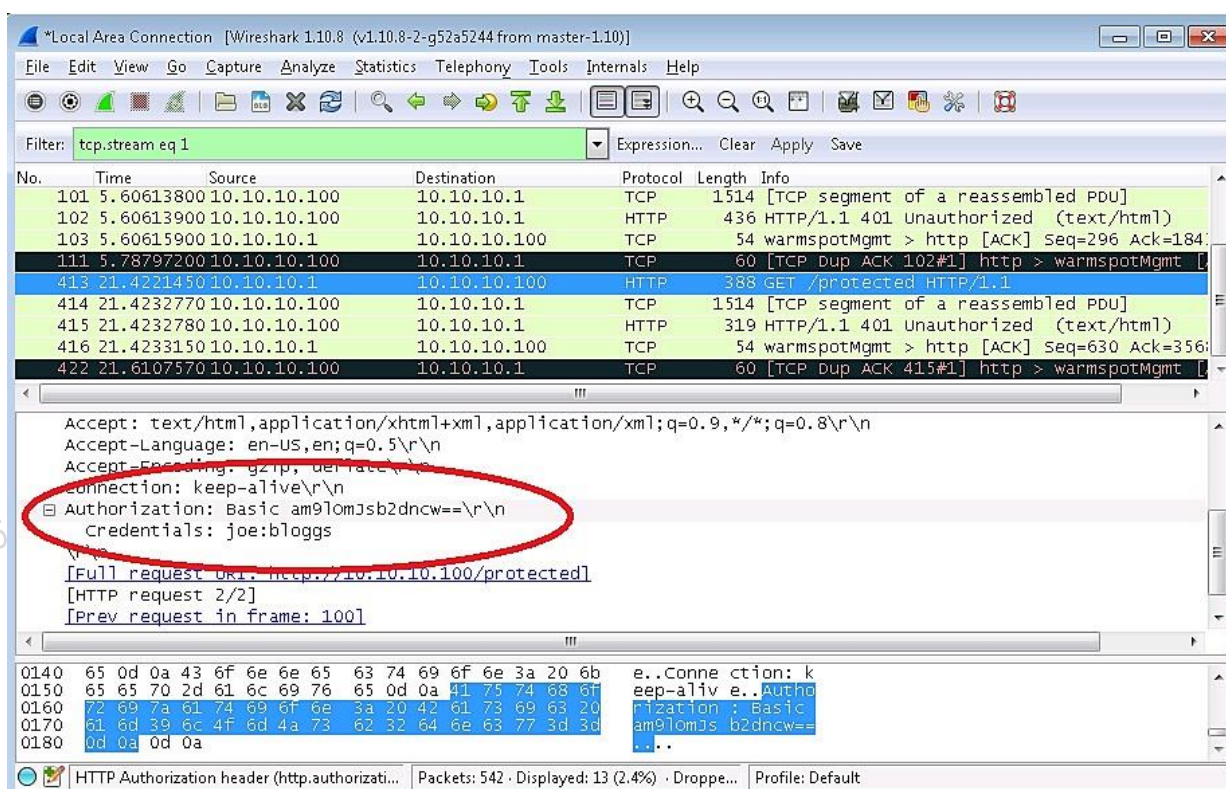 *Local Area Connection [Wireshark 1.10.8 (v1.10.8-2-g52a5244 from master-1.10)]
File Edit View Go Capture Analyze Statistics Telephony Tools Internals Help
Filter: tcp.stream eq 1 Expression... Clear Apply Save
No. Time Source Destination Protocol Length Info
101 5.60613800 10.10.10.100 10.10.10.1 TCP 1514 [TCP segment of a reassembled PDU]
102 5.60613900 10.10.10.100 10.10.10.1 HTTP 436 HTTP/1.1 401 Unauthorized (text/html)
103 5.60615900 10.10.10.1 10.10.10.100 TCP 54 warmspotMgmt > http [ACK] Seq=296 Ack=184
111 5.78797200 10.10.10.100 10.10.10.1 TCP 60 [TCP Dup ACK 102#1] http > warmspotMgmt [
413 21.4221450 10.10.10.1 10.10.10.100 HTTP 388 GET /protected HTTP/1.1
414 21.4232770 10.10.10.100 10.10.10.1 TCP 1514 [TCP segment of a reassembled PDU]
415 21.4232780 10.10.10.100 10.10.10.1 HTTP 319 HTTP/1.1 401 Unauthorized (text/html)
416 21.4233150 10.10.10.1 10.10.10.100 TCP 54 warmspotMgmt > http [ACK] Seq=630 Ack=356
422 21.6107570 10.10.10.100 10.10.10.1 TCP 60 [TCP Dup ACK 415#1] http > warmspotMgmt [
Accept: text/html,application/xhtml+xml,application/xml;q=0.9,*/*;q=0.8\r\n
Accept-Language: en-US,en;q=0.5\r\n
Accept-Encoding: gzip, deflate\r\n
Connection: keep-alive\r\n
Authorization: Basic am9lOmJsb2dncw==\r\n
Credentials: joe:bloggs
\r\n
[Full request URI: http://10.10.10.100/protected]
[HTTP request 2/2]
[Prev request in frame: 100]
0140 65 0d 0a 43 6f 6e 6e 65 63 74 69 6f 6e 3a 20 6b e..Conne ction: k
0150 65 65 70 2d 61 6c 69 76 65 0d 0a 41 75 74 68 6f eep-aliv e..Autho
0160 72 69 7a 61 74 69 6f 6e 3a 20 42 61 73 69 63 20 rization : Basic
0170 61 6d 39 6c 4f 6d 4a 73 62 32 64 6e 63 77 3d 3d am9lOmJs b2dncw==
0180 0d 0a 0d 0a ....
HTTP Authorization header (http.authorizati... Packets: 542 · Displayed: 13 (2.4%) · Droppe... Profile: Default